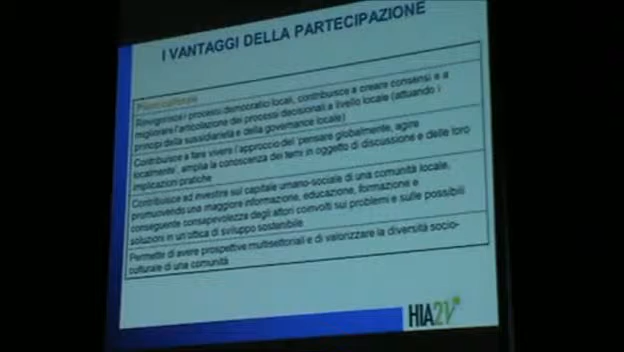 I VANTAGGI DELLA PARTECIPAZIONE
Rinvigorisce i processi democratici locali, contribuisce a creare consensi e a
migliorare l'articolazione dei processi decisionali a livello locale (attuando i
principi della sussidiarietà e della governance locale)
Contribuisce a fare vivere l'approccio del 'pensare globalmente, agire
localmente', amplia la conoscenza dei temi in oggetto di discussione e delle loro
implicazioni pratiche
Contribuisce ad investire sul capitale umano-sociale di una comunità locale,
promuovendo una maggiore informazione, educazione, formazione e
conseguente consapevolezza degli attori coinvolti sui problemi e sulle possibili
soluzioni in un'ottica di sviluppo sostenibile
Permette di avere prospettive multisettoriali e di valorizzare la diversità socio-
culturale di una comunità
HIA21